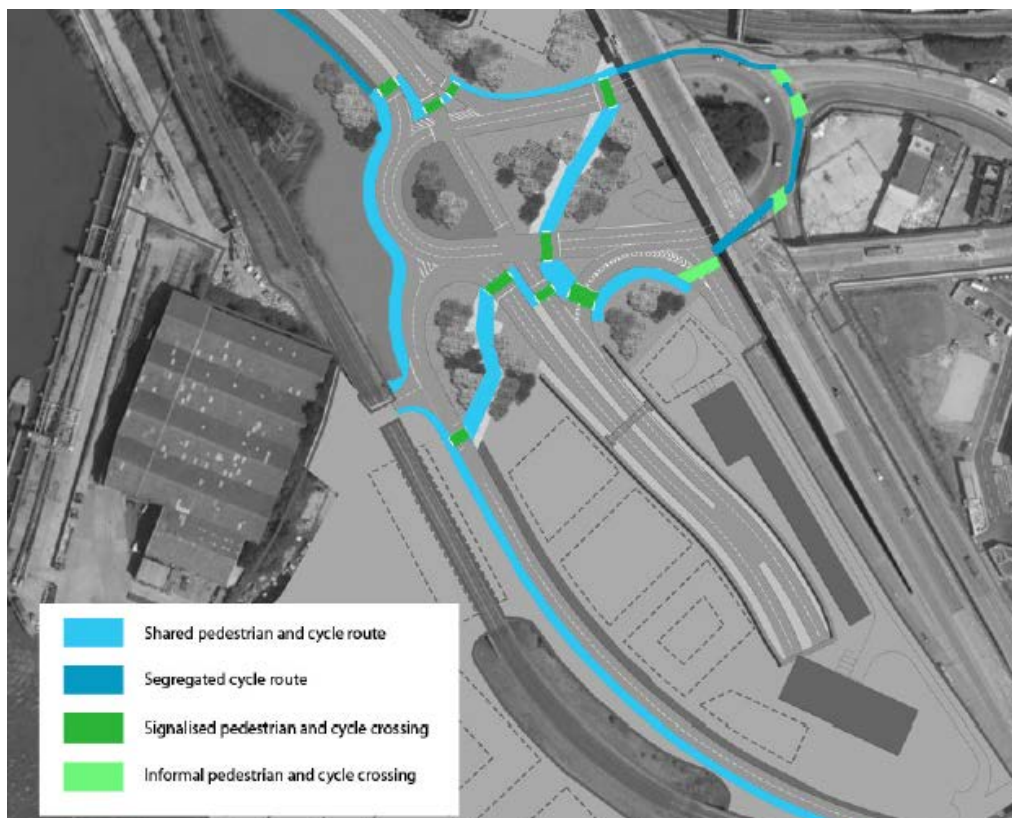 Shared pedestrian and cycle route
Segregated cycle route
Signalised pedestrian and cycle crossing
Informal pedestrian and cycle crossing